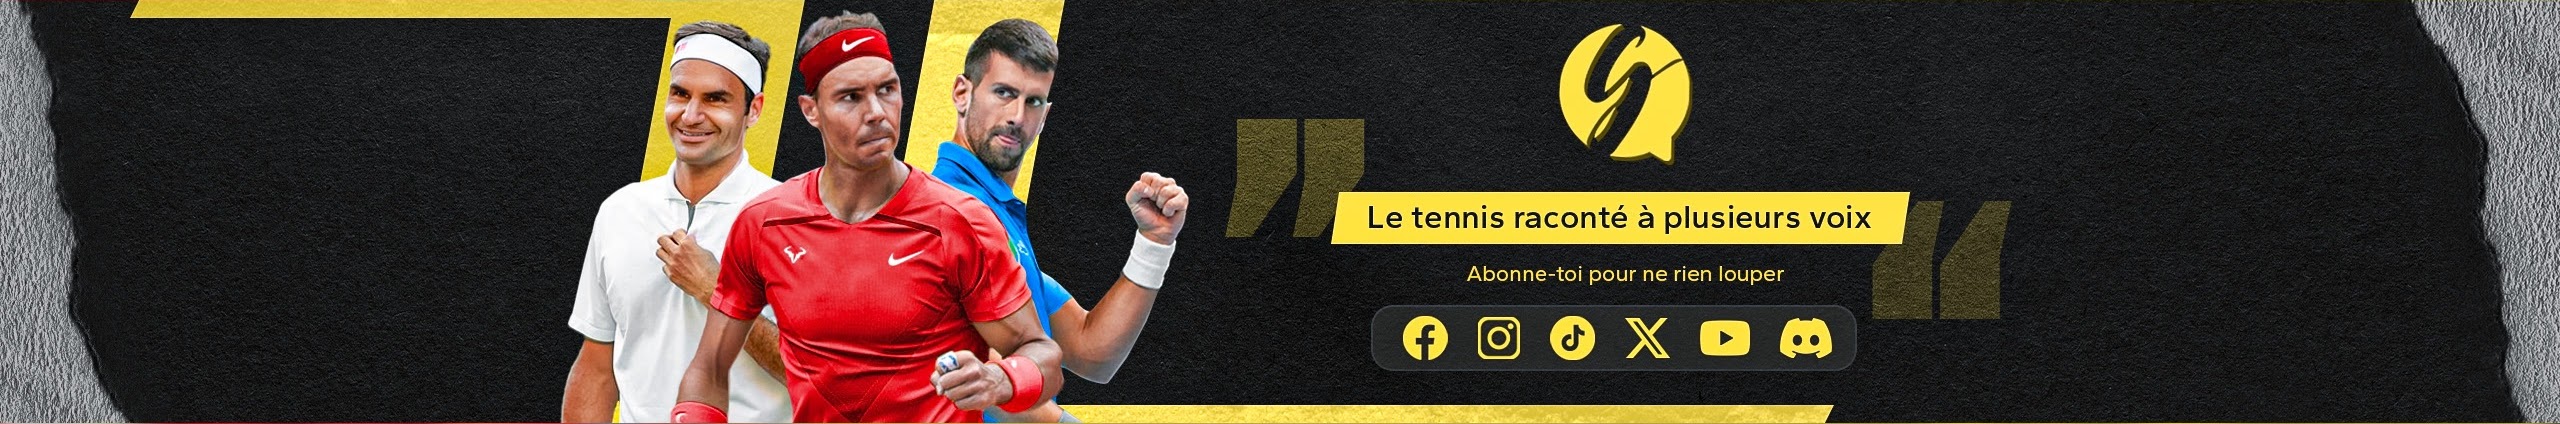 Le tennis raconté à plusieurs voix
Abonne-toi pour ne rien louper